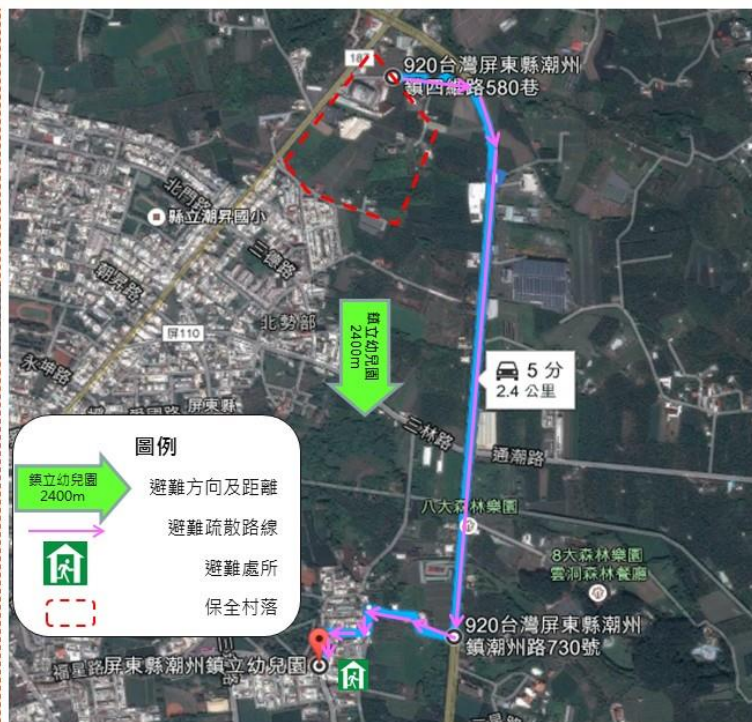 187
920台灣屏東縣潮州
鎮四維路580巷
北門路
縣立潮昇國小
三億路
朝昇路
北勢部
屏110
永坤路
屏東縣
鎮立幼兒園
2400m
5 分
2.4 公里
三林路
通潮路
八大森林樂園
8大森林樂園
雲洞森林餐廳
920台灣屏東縣潮州
鎮潮州路730號
福星路
屏東縣潮州鎮立幼兒園
圖例
鎮立幼兒園
2400m
避難方向及距離
避難疏散路線
避難處所
保全村落